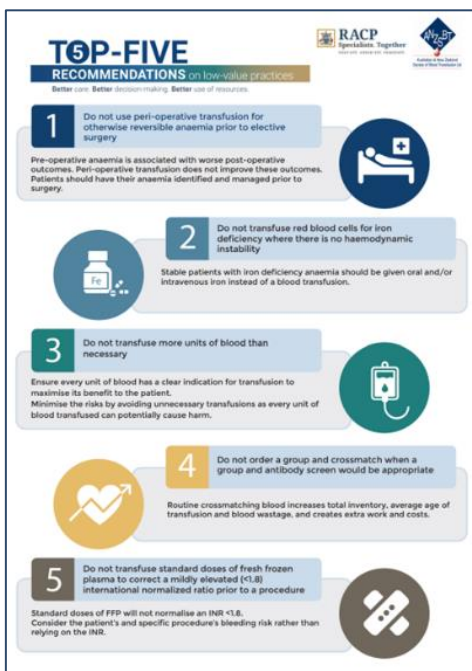 TOP-FIVE
5
RECOMMENDATIONS on low-value practices
Better care. Better decision-making. Better use of resources.
RACP
Specialists. Together
ANZSBT
Australian & New Zealand
Society of Blood Transfusion Ltd
1
Do not use peri-operative transfusion for
otherwise reversible anaemia prior to elective
surgery
Pre-operative anaemia is associated with worse post-operative
outcomes. Peri-operative transfusion does not improve these outcomes.
Patients should have their anaemia identified and managed prior to
surgery.
2
Do not transfuse red blood cells for iron
deficiency where there is no haemodynamic
instability
Fe
Stable patients with iron deficiency anaemia should be given oral and/or
intravenous iron instead of a blood transfusion.
3
Do not transfuse more units of blood than
necessary
Ensure every unit of blood has a clear indication for transfusion to
maximise its benefit to the patient.
Minimise the risks by avoiding unnecessary transfusions as every unit of
blood transfused can potentially cause harm.
4
Do not order a group and crossmatch when a
group and antibody screen would be appropriate
Routine crossmatching blood increases total inventory, average age of
transfusion and blood wastage, and creates extra work and costs.
5
Do not transfuse standard doses of fresh frozen
plasma to correct a mildly elevated (<1.8)
international normalized ratio prior to a procedure
Standard doses of FFP will not normalise an INR <1.8.
Consider the patient's and specific procedure's bleeding risk rather than
relying on the INR.